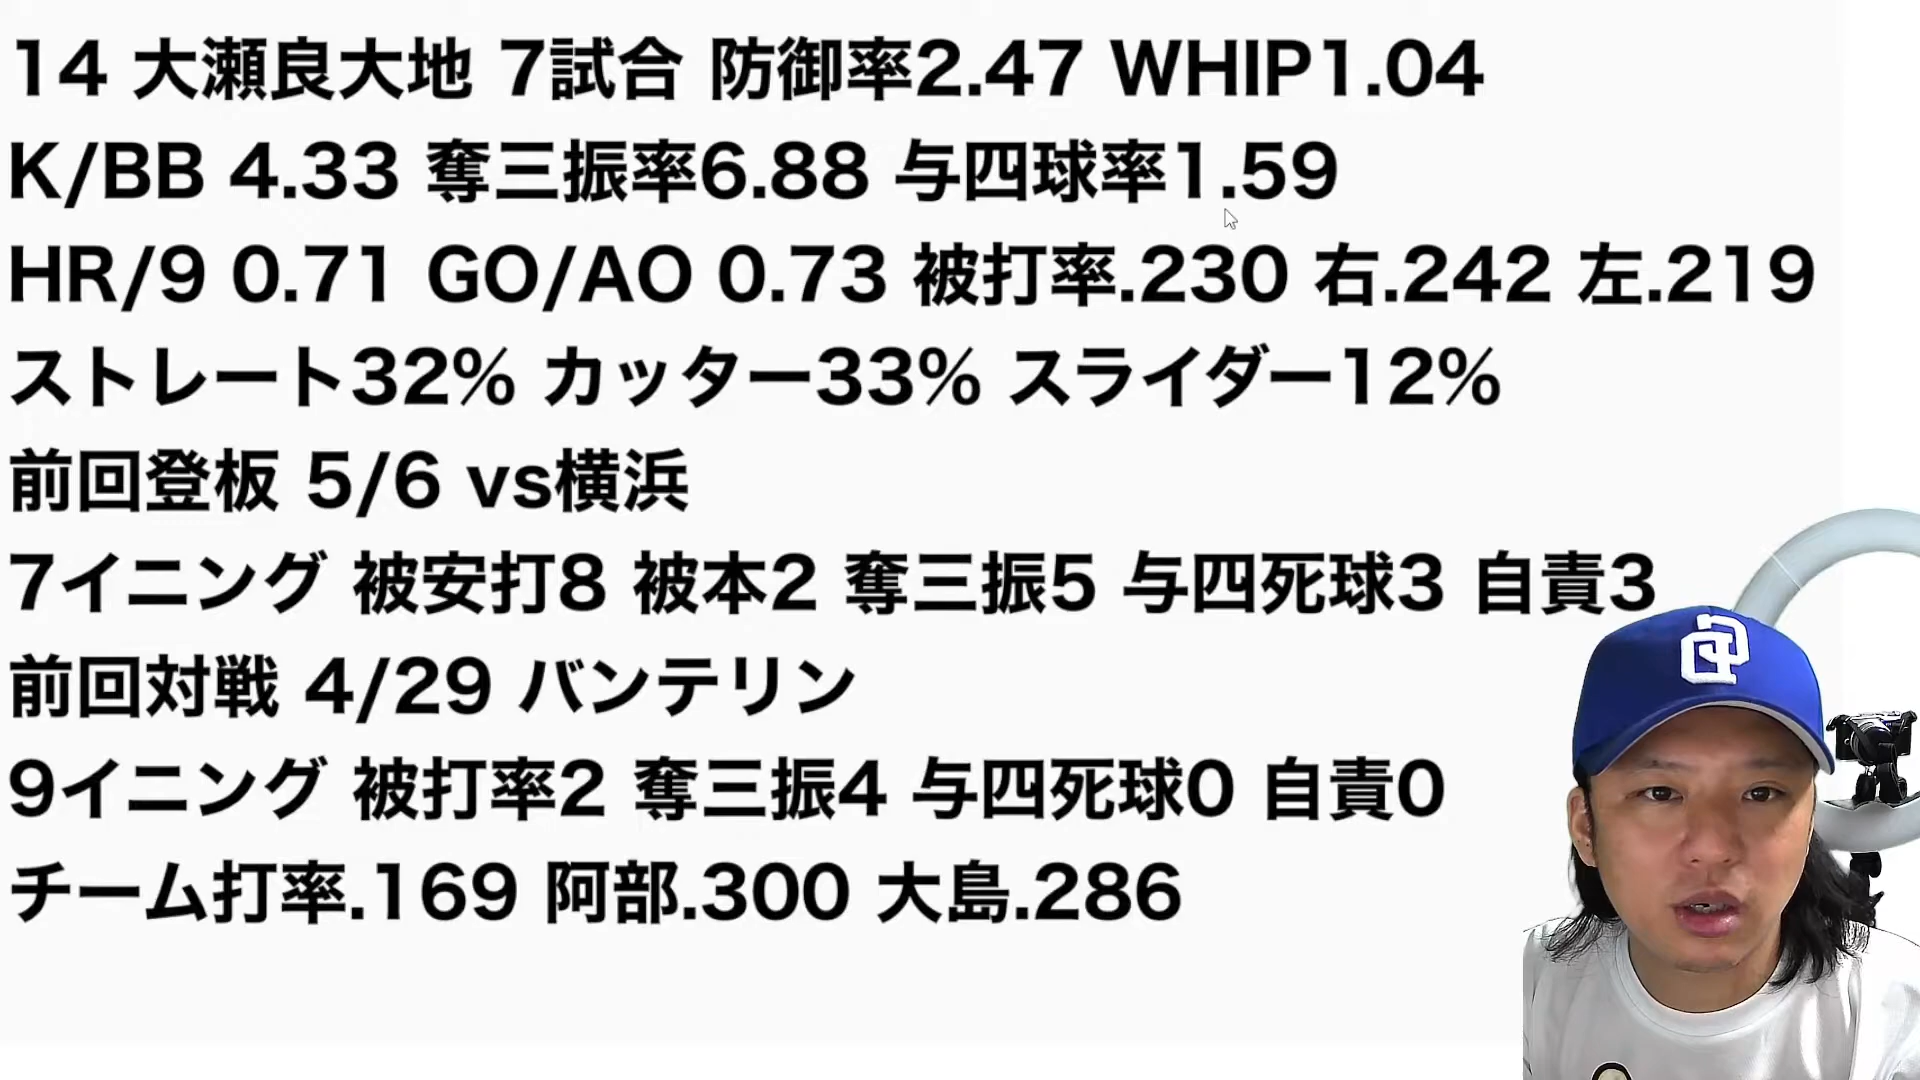 14 大瀬良大地 7試合 防御率2.47 WHIP1.04
K/BB 4.33 奪三振率6.88 与四球率1.59
HR/9 0.71 GO/AO 0.73 被打率.230 右.242 左.219
ストレート32% カッター33% スライダー12%
前回登板 5/6 vs横浜
7イニング 被安打8 被本2 奪三振5 与四死球3 自責3
前回対戦 4/29 バンテリン
9イニング 被打率2 奪三振4 与四死球0 自責0
チーム打率.169 阿部.300 大島.286
CD